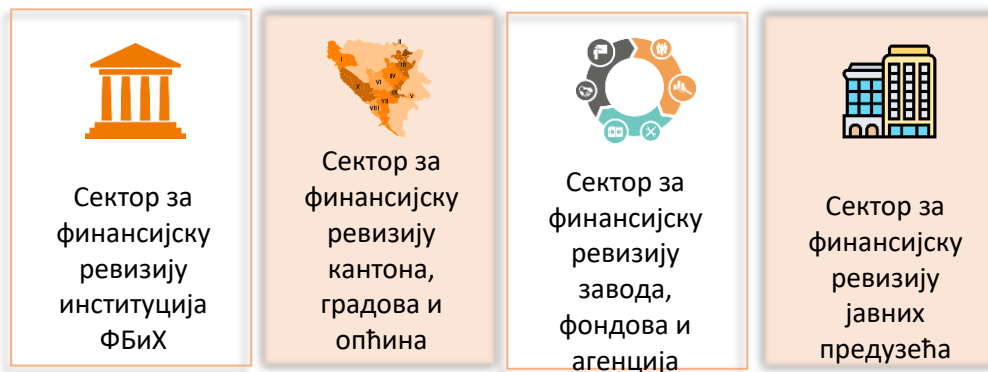 Сектор за
финансијску
ревизију
институција
ФБиХ
Сектор за
финансијску
ревизију
кантона,
градова и
опћина
Сектор за
финансијску
ревизију
завода,
фондова и
агенција
Сектор за
финансијску
ревизију
јавних
предузећа